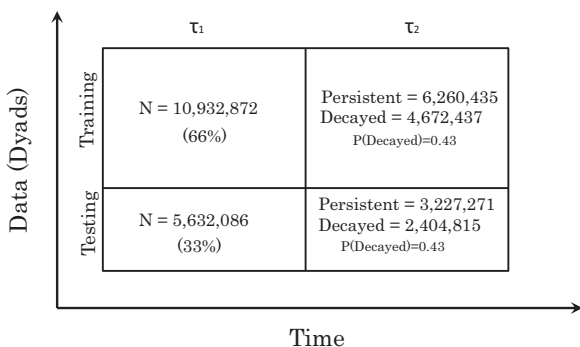 τ₁
τ₂
Data (Dyads)
Training
N = 10,932,872
(66%)
Persistent = 6,260,435
Decayed = 4,672,437
P(Decayed)=0.43
Testing
N = 5,632,086
(33%)
Persistent = 3,227,271
Decayed = 2,404,815
P(Decayed)=0.43
Time